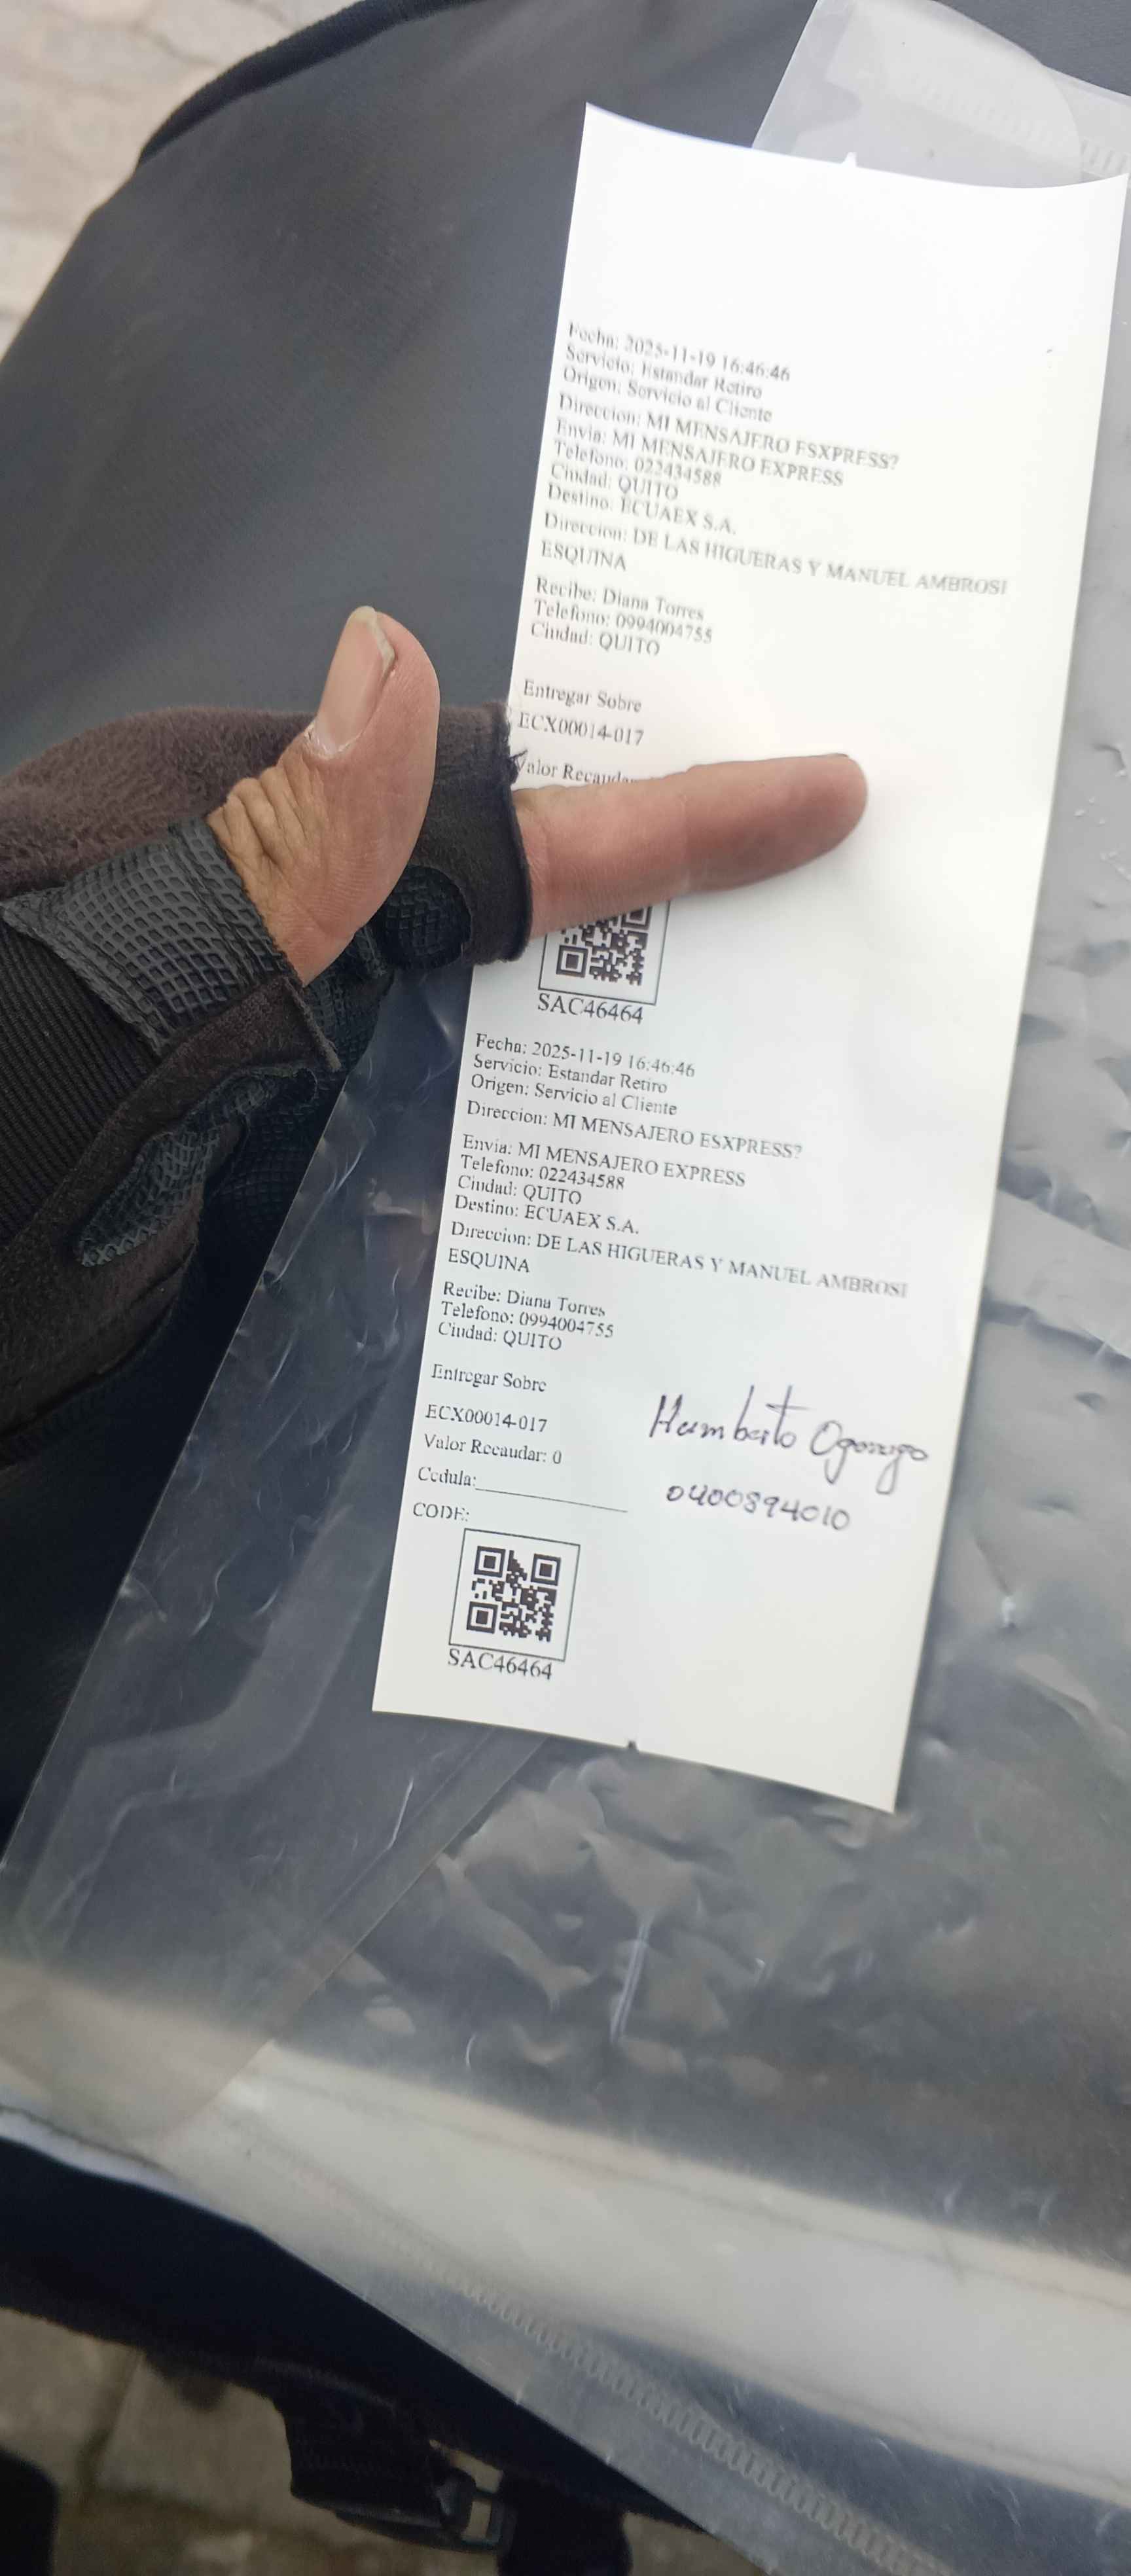 Fecha: 2025-11-19 16:46:46
Servicio: Estandar Retiro
Origen: Servicio al Cliente
Direccion: MI MENSAJERO ESXPRESS?
Envia: MI MENSAJERO EXPRESS
Telefono: 022434588
Ciudad: QUITO
Destino: ECUAEX S.A.
Direccion: DE LAS HIGUERAS Y MANUEL AMBROSI
ESQUINA
Recibe: Diana Torres
Telefono: 0994004755
Ciudad: QUITO
Entregar Sobre
ECX00014-017
Valor
SAC46464
Fecha: 2025-11-19 16:46:46
Servicio: Estandar Retiro
Origen: Servicio al Cliente
Direccion: MI MENSAJERO ESXPRESS?
Envia: MI MENSAJERO EXPRESS
Telefono: 022434588
Ciudad: QUITO
Destino: ECUAEX S.A.
Direccion: DE LAS HIGUERAS Y MANUEL AMBROSI
ESQUINA
Recibe: Diana Torres
Telefono: 0994004755
Ciudad: QUITO
Entregar Sobre
ECX00014-017
Valor Recaudar: 0
Cedula:
CODE:
Humberto
0400894010
SAC46464